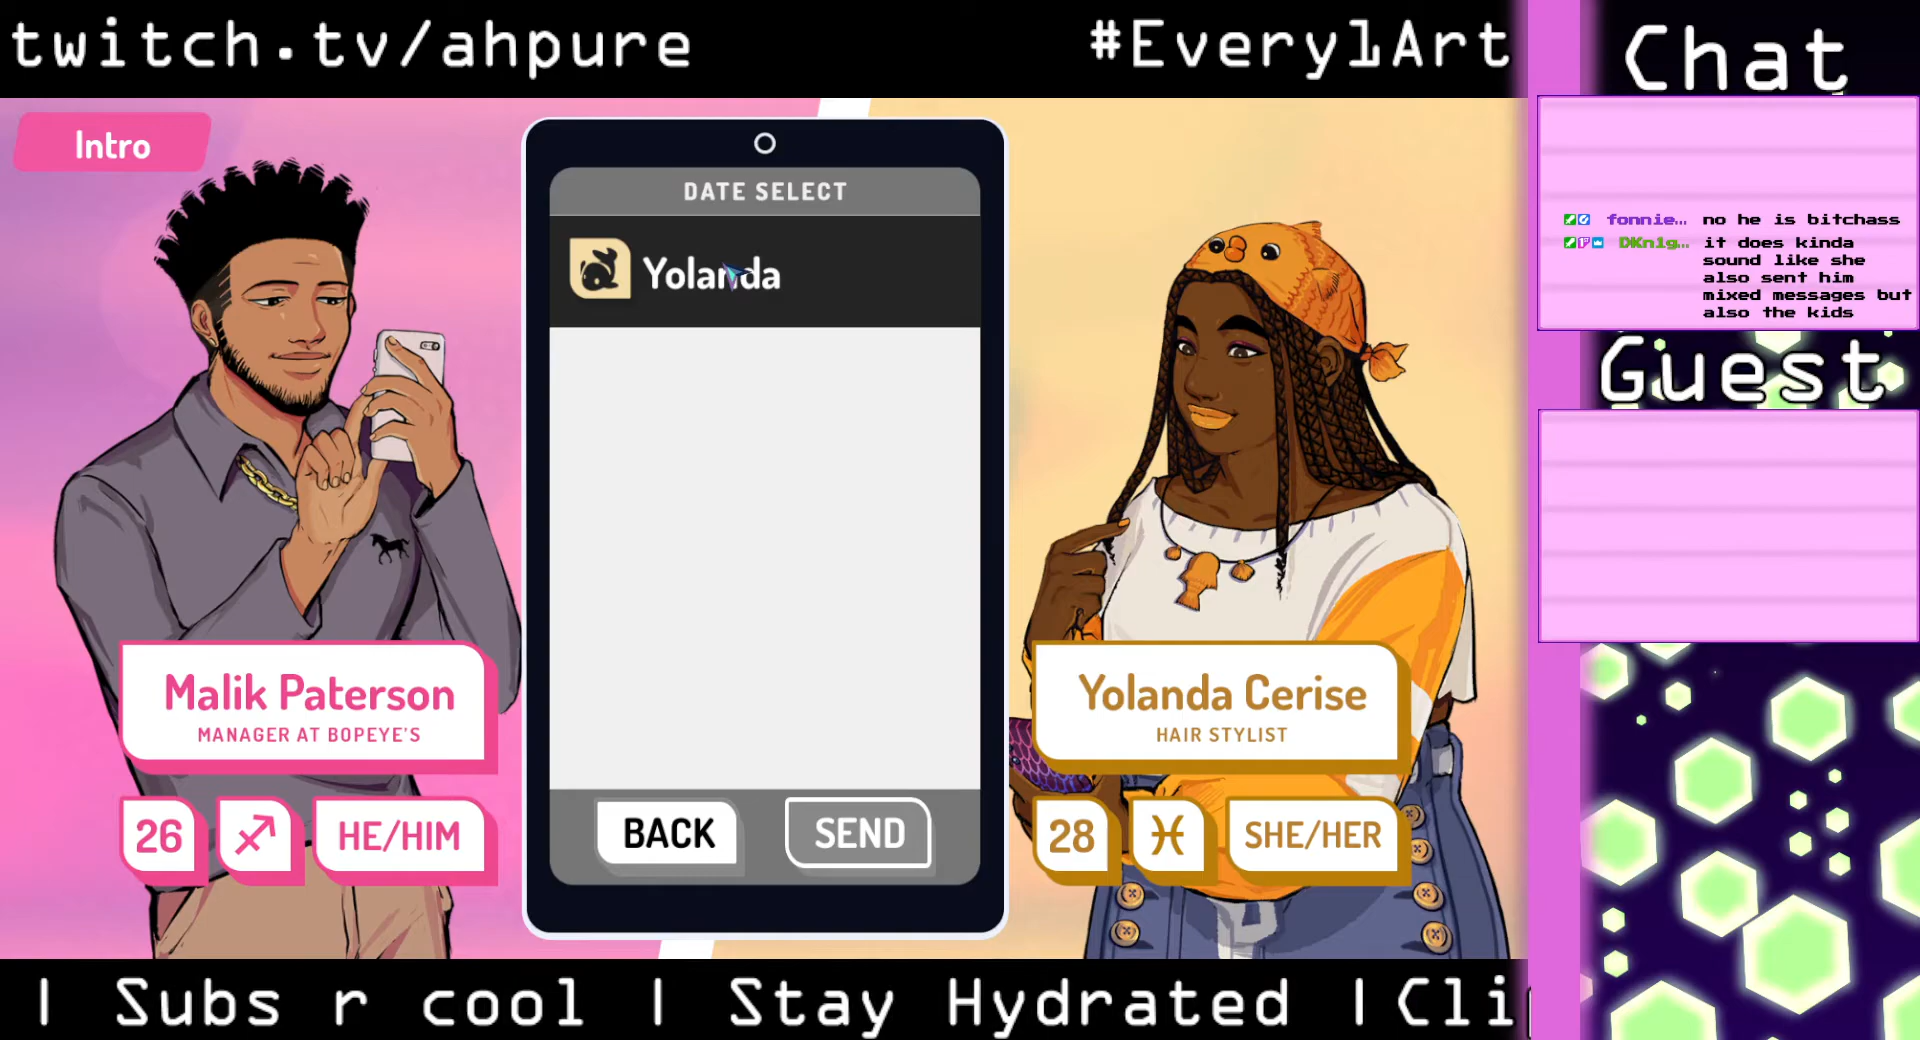 twitch.tv/ahpure
#Every1Art
Chat
Intro
DATE SELECT
Yolanda
fonnie... no he is bitchass
DKn1g... it does kinda
sound like she
also sent him
mixed messages but
also the kids
Guest
Malik Paterson
MANAGER AT BOPEYE'S
26
HE/HIM
BACK
SEND
Yolanda Cerise
HAIR STYLIST
28
SHE/HER
| Subs r cool | Stay Hydrated | Cli